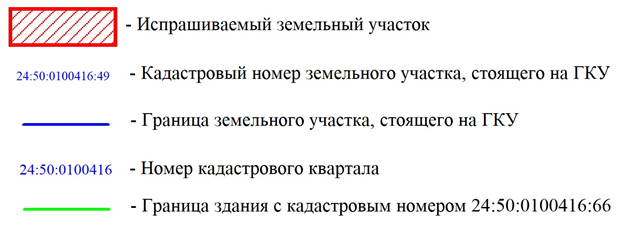 - Испрашиваемый земельный участок
24:50:0100416:49 - Кадастровый номер земельного участка, стоящего на ГКУ
- Граница земельного участка, стоящего на ГКУ
24:50:0100416 - Номер кадастрового квартала
- Граница здания с кадастровым номером 24:50:0100416:66